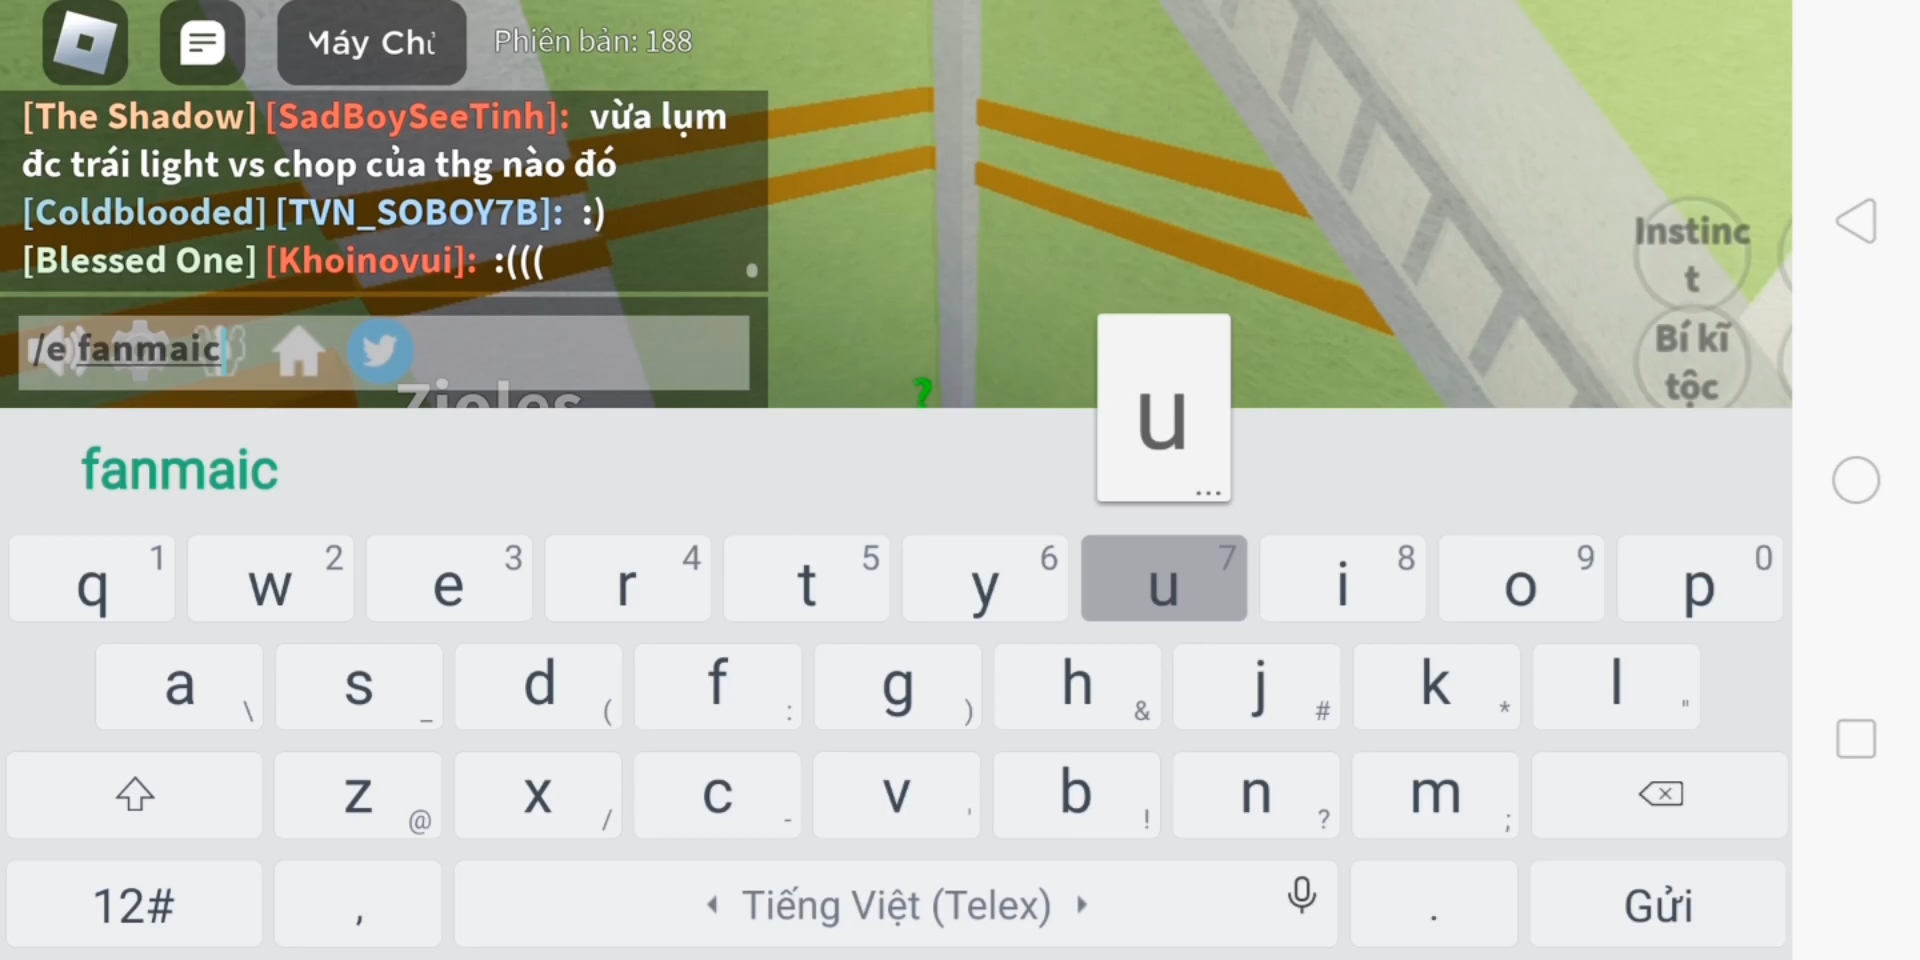 Máy Chủ
Phiên bản: 188
[The Shadow] [SadBoySeeTinh]: vừa lụm
đc trái light vs chop của thg nào đó
[Coldblooded] [TVN_SOBOY7B]: :)
[Blessed One] [Khoinovui]: :(((
/e fanmaic
?
Instinc
t
Bí kĩ
tộc
fanmaic
u
...
q 1 w 2 e 3 r 4 t 5 y 6 u 7 i 8 o 9 p 0
a \ s _ d ( f : g ) h & j # k * l "
z @ x / c - v ' b ! n ? m ;
12# , Tiếng Việt (Telex) . Gửi